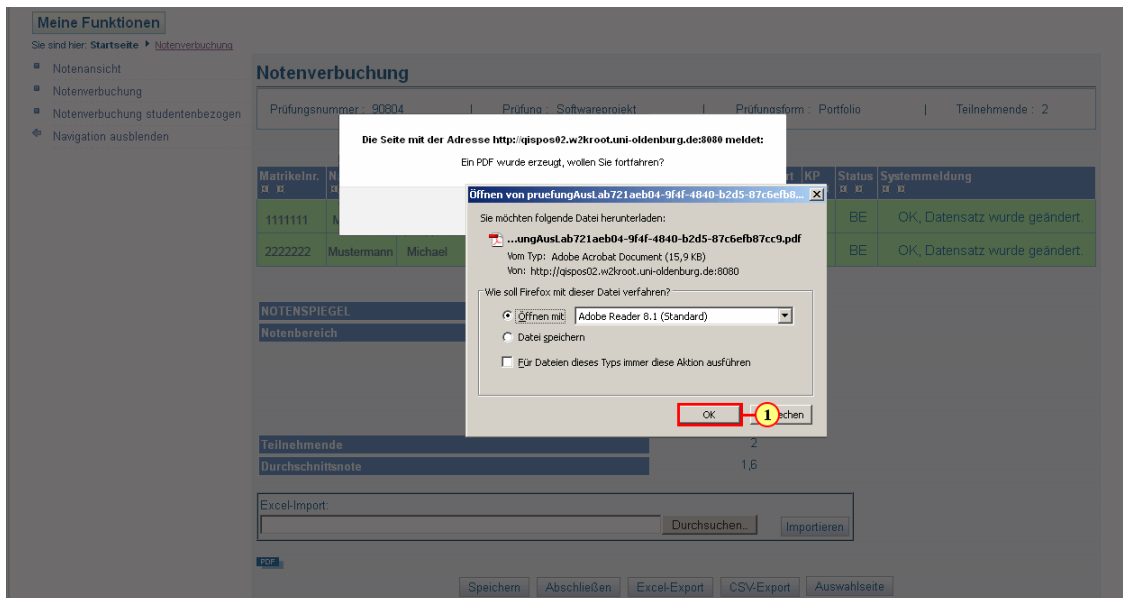 Meine Funktionen
Sie sind hier: Startseite Notenverbuchung
Notenansicht
Notenverbuchung
Notenverbuchung studentenbezogen
Navigation ausblenden
Notenverbuchung
Prüfungsnummer : 90804 | Prüfung : Softwareprojekt | Prüfungsform : Portfolio | Teilnehmende : 2
Die Seite mit der Adresse http://qispos02.w2kroot.uni-oldenburg.de:8080 meldet:
Ein PDF wurde erzeugt, wollen Sie fortfahren?
Matrikelnr. KP Status Systemmeldung
1111111 BE OK, Datensatz wurde geändert.
2222222 Mustermann Michael BE OK, Datensatz wurde geändert.
Öffnen von pruefungAusLab721aeb04-9f4f-4840-b2d5-87c6efb8...
Sie möchten folgende Datei herunterladen:
...ungAusLab721aeb04-9f4f-4840-b2d5-87c6efb87cc9.pdf
Vom Typ: Adobe Acrobat Document (15,9 KB)
Von: http://qispos02.w2kroot.uni-oldenburg.de:8080
Wie soll Firefox mit dieser Datei verfahren?
Öffnen mit Adobe Reader 8.1 (Standard)
Datei speichern
Für Dateien dieses Typs immer diese Aktion ausführen
OK 1 echen
NOTENSPIEGEL
Notenbereich
Teilnehmende 2
Durchschnittsnote 1,6
Excel-Import:
Durchsuchen... Importieren
PDF
Speichern Abschließen Excel-Export CSV-Export Auswahlseite